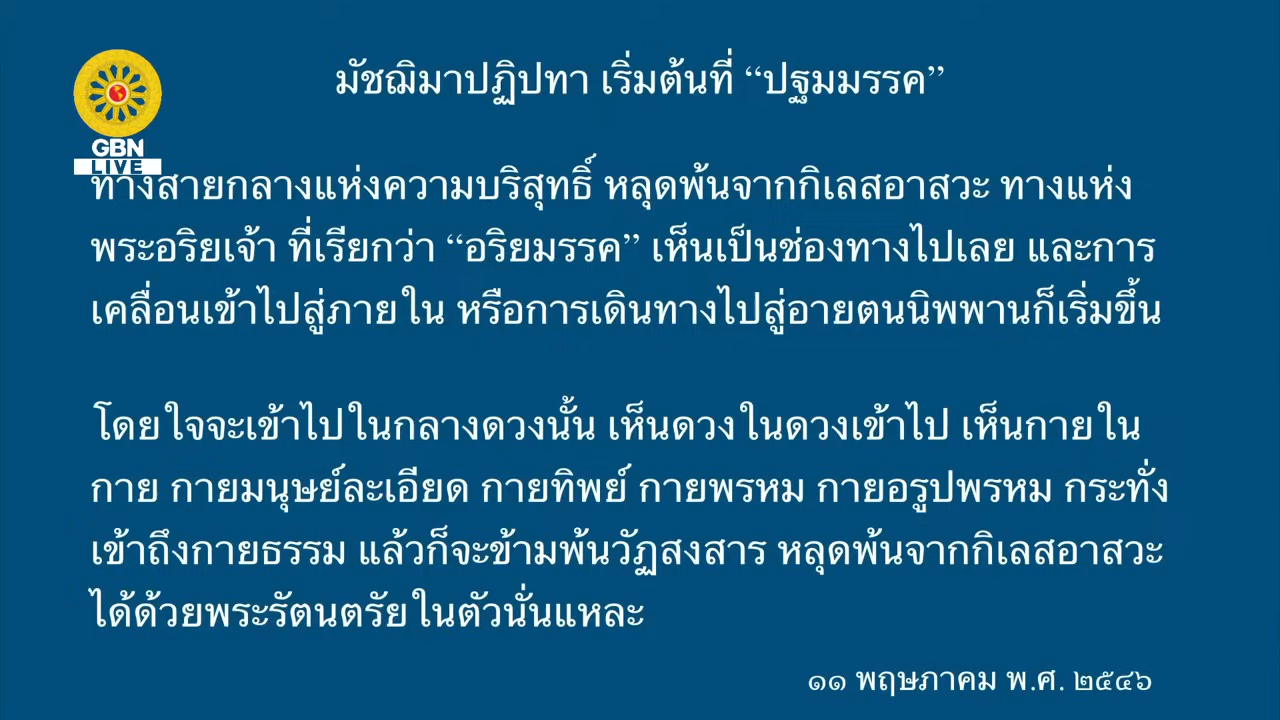 มัชฌิมาปฏิปทา เริ่มต้นที่ “ปฐมมรรค”
GBN
LIVE
ทางสายกลางแห่งความบริสุทธิ์ หลุดพ้นจากกิเลสอาสวะ ทางแห่ง
พระอริยเจ้า ที่เรียกว่า “อริยมรรค” เห็นเป็นช่องทางไปเลย และการ
เคลื่อนเข้าไปสู่ภายใน หรือการเดินทางไปสู่อายตนนิพพานก็เริ่มขึ้น
โดยใจจะเข้าไปในกลางดวงนั้น เห็นดวงในดวงเข้าไป เห็นกายใน
กาย กายมนุษย์ละเอียด กายทิพย์ กายพรหม กายอรูปพรหม กระทั่ง
เข้าถึงกายธรรม แล้วก็จะข้ามพ้นวัฏสงสาร หลุดพ้นจากกิเลสอาสวะ
ได้ด้วยพระรัตนตรัยในตัวนั่นแหละ
๑๑ พฤษภาคม พ.ศ. ๒๕๔๖